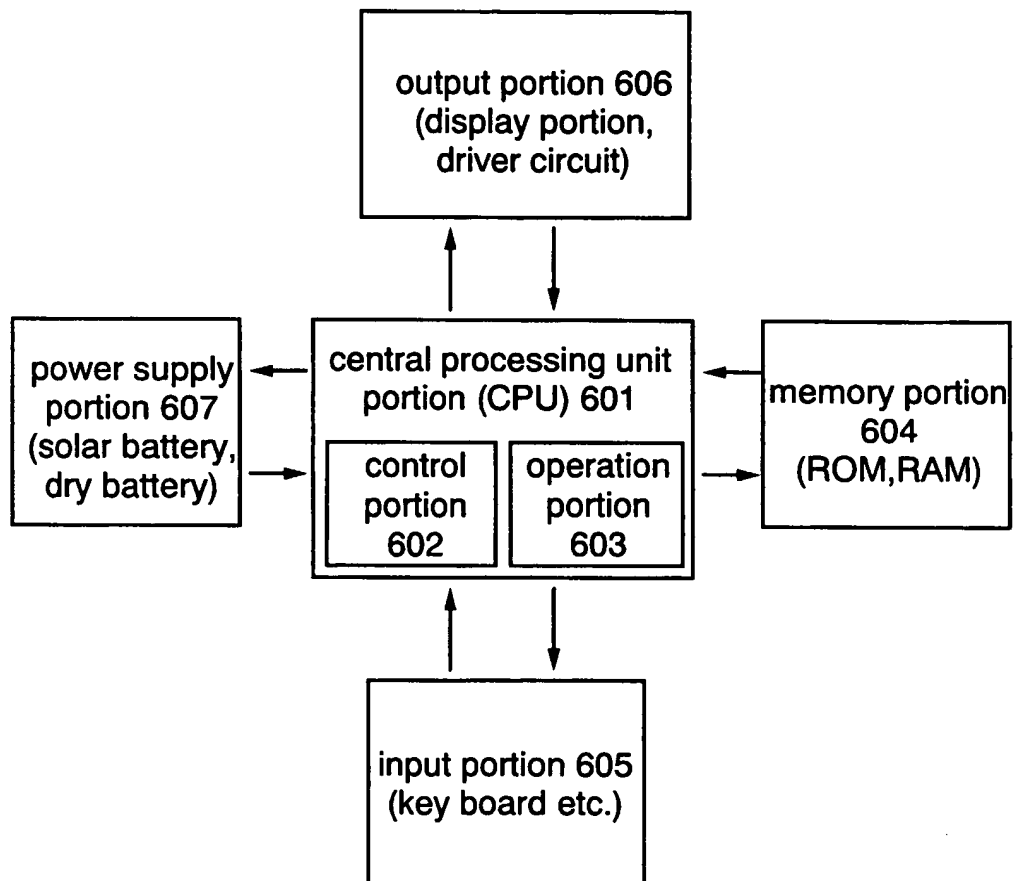 output portion 606
(display portion,
driver circuit)
power supply
portion 607
(solar battery,
dry battery)
central processing unit
portion (CPU) 601
control
portion
602
operation
portion
603
memory portion
604
(ROM,RAM)
input portion 605
(key board etc.)